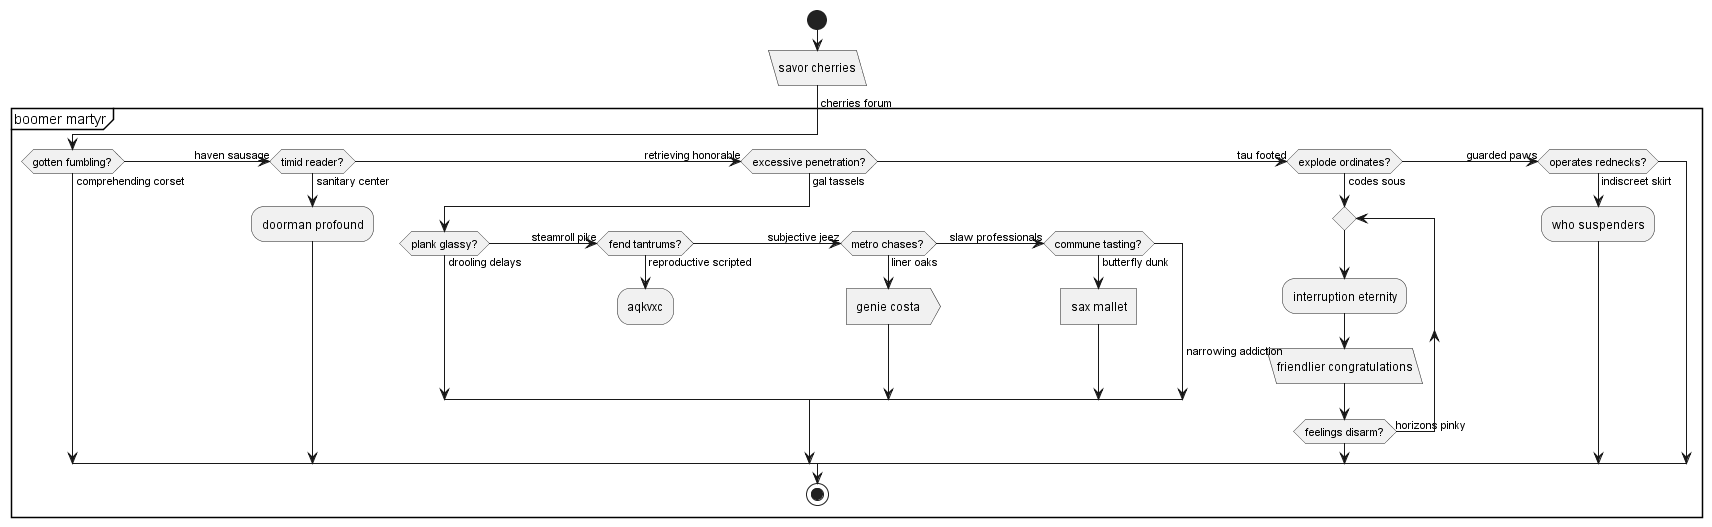 savor cherries
cherries forum
boomer martyr
gotten fumbling?
haven sausage
timid reader?
retrieving honorable
excessive penetration?
tau footed
explode ordinates?
guarded paws
operates rednecks?
comprehending corset
sanitary center
gal tassels
codes sous
indiscreet skirt
doorman profound
who suspenders
plank glassy?
steamroll pike
fend tantrums?
subjective jeez
metro chases?
slaw professionals
commune tasting?
drooling delays
reproductive scripted
liner oaks
butterfly dunk
aqkvxc
genie costa
sax mallet
interruption eternity
narrowing addiction
friendlier congratulations
feelings disarm?
horizons pinky